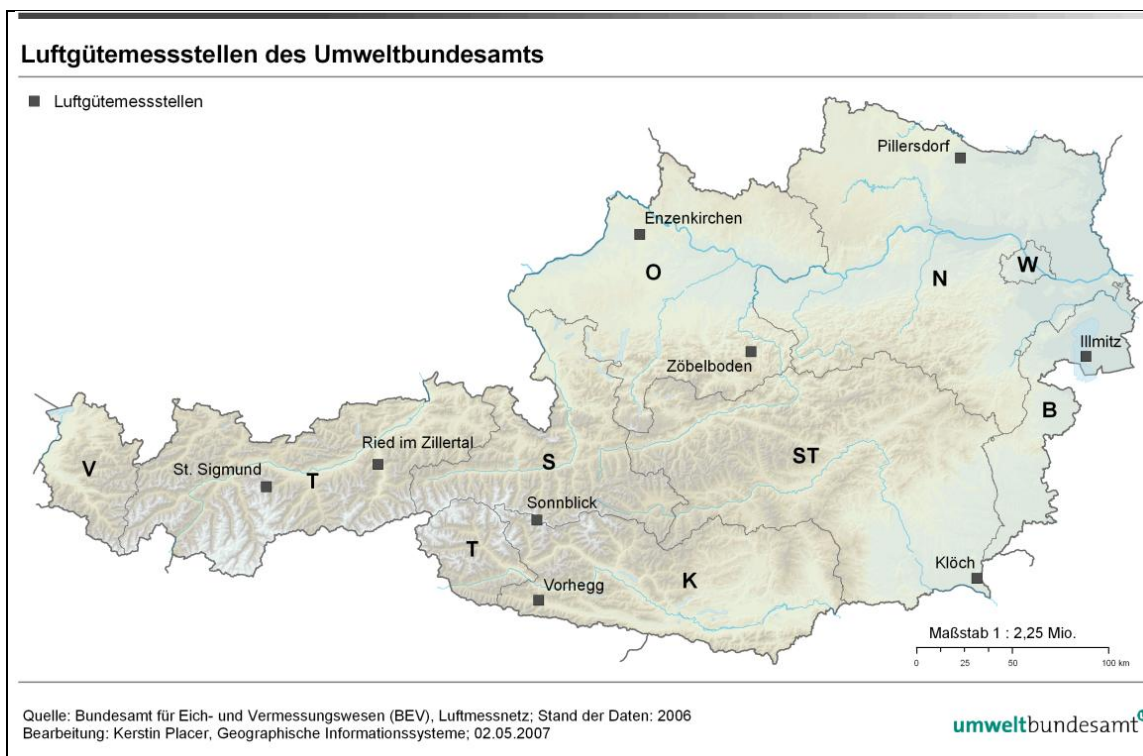 Luftgütemessstellen des Umweltbundesamts
Luftgütemessstellen
Pillersdorf
Enzenkirchen
W
O
N
Illmitz
Zöbelboden
B
Ried im Zillertal
V
St. Sigmund
T
S
ST
Sonnblick
T
Klöch
Vorhegg
K
Maßstab 1 : 2,25 Mio.
0 25 50 100 km
Quelle: Bundesamt für Eich- und Vermessungswesen (BEV), Luftmessnetz; Stand der Daten: 2006
Bearbeitung: Kerstin Placer, Geographische Informationssysteme; 02.05.2007
umweltbundesamt